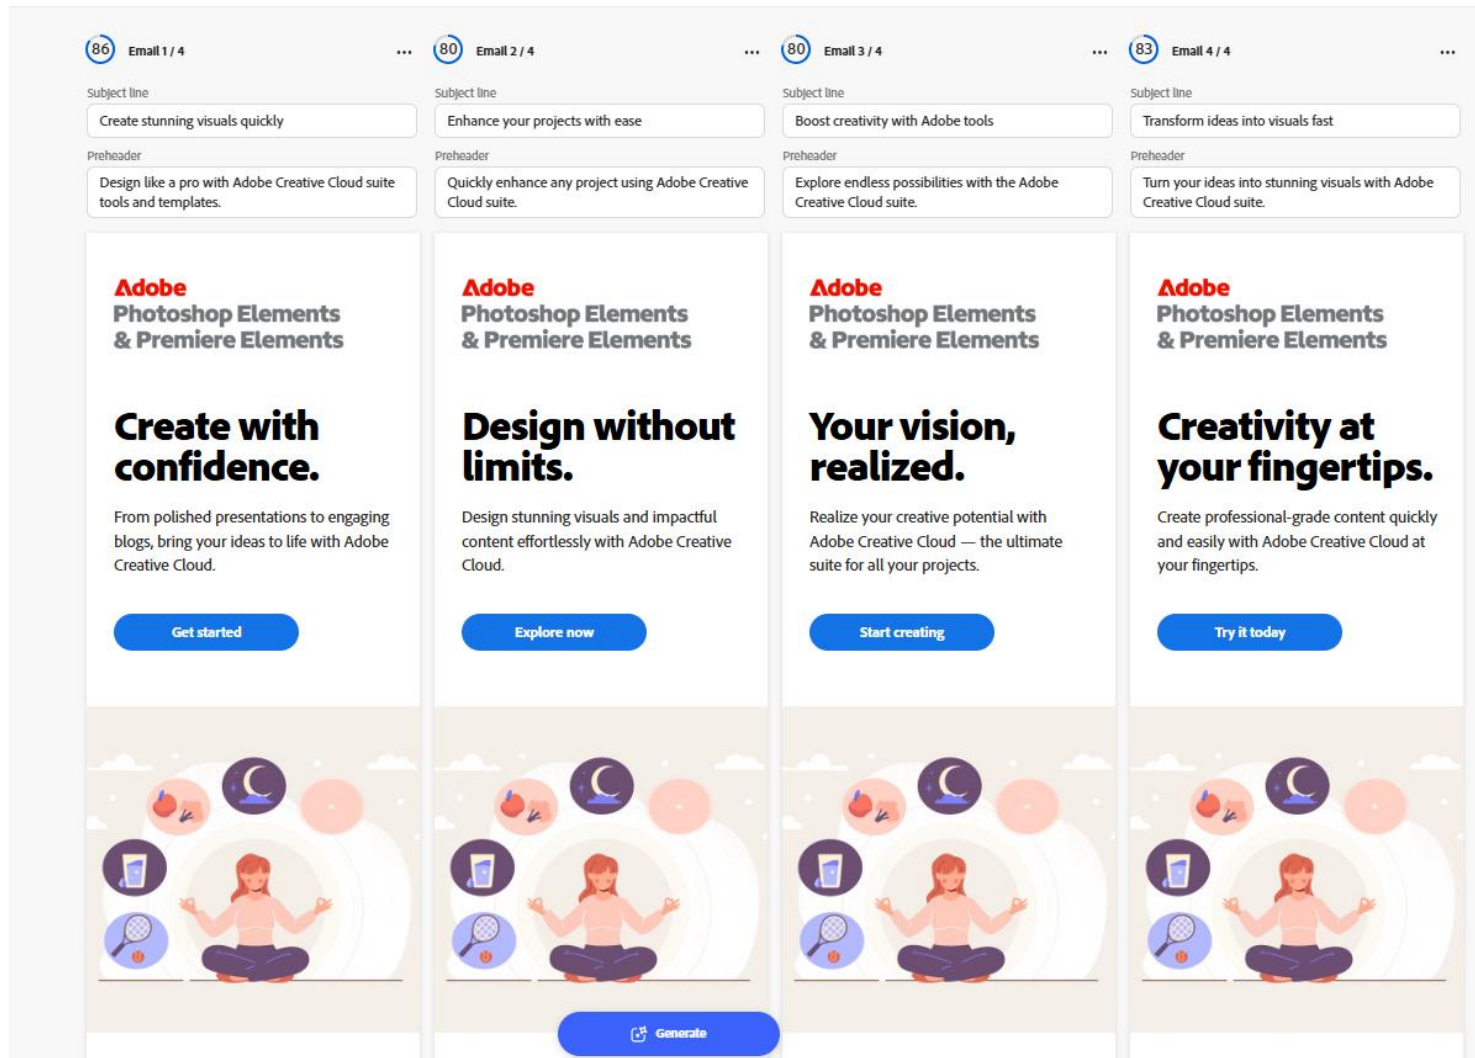 86 Email 1 / 4 ...
Subject line
Create stunning visuals quickly
Preheader
Design like a pro with Adobe Creative Cloud suite
tools and templates.
Adobe
Photoshop Elements
& Premiere Elements
Create with
confidence.
From polished presentations to engaging
blogs, bring your ideas to life with Adobe
Creative Cloud.
Get started
80 Email 2 / 4 ...
Subject line
Enhance your projects with ease
Preheader
Quickly enhance any project using Adobe Creative
Cloud suite.
Adobe
Photoshop Elements
& Premiere Elements
Design without
limits.
Design stunning visuals and impactful
content effortlessly with Adobe Creative
Cloud.
Explore now
80 Email 3 / 4 ...
Subject line
Boost creativity with Adobe tools
Preheader
Explore endless possibilities with the Adobe
Creative Cloud suite.
Adobe
Photoshop Elements
& Premiere Elements
Your vision,
realized.
Realize your creative potential with
Adobe Creative Cloud — the ultimate
suite for all your projects.
Start creating
83 Email 4 / 4 ...
Subject line
Transform ideas into visuals fast
Preheader
Turn your ideas into stunning visuals with Adobe
Creative Cloud suite.
Adobe
Photoshop Elements
& Premiere Elements
Creativity at
your fingertips.
Create professional-grade content quickly
and easily with Adobe Creative Cloud at
your fingertips.
Try it today
Generate